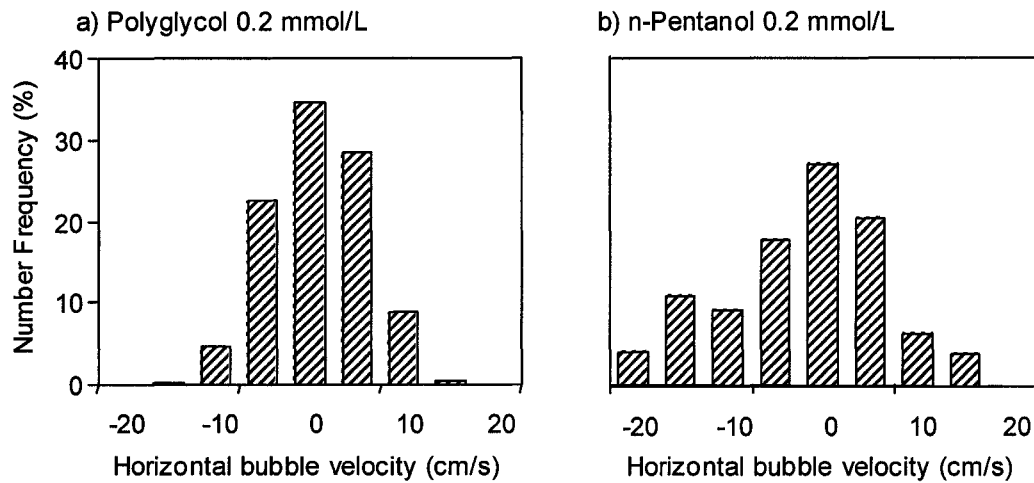 a) Polyglycol 0.2 mmol/L
b) n-Pentanol 0.2 mmol/L
Number Frequency (%)
40
30
20
10
0
-20 -10 0 10 20
-20 -10 0 10 20
Horizontal bubble velocity (cm/s)
Horizontal bubble velocity (cm/s)